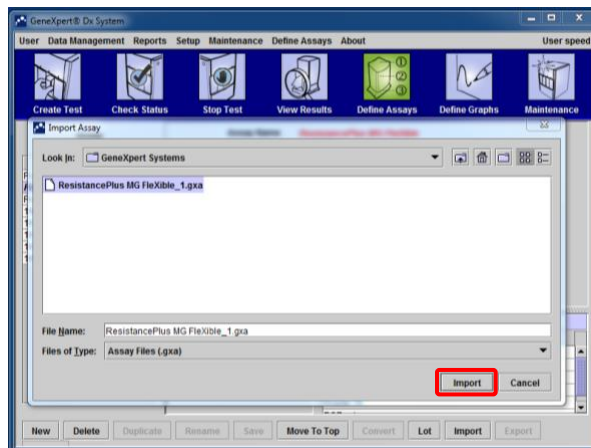 GeneXpert® Dx System
User Data Management Reports Setup Maintenance Define Assays About User speed
Create Test Check Status Stop Test View Results Define Assays Define Graphs Maintenance
Import Assay
Look In: GeneXpert Systems
ResistancePlus MG FleXible_1.gxa
File Name: ResistancePlus MG FleXible_1.gxa
Files of Type: Assay Files (.gxa)
Import Cancel
New Delete Duplicate Rename Save Move To Top Convert Lot Import Export